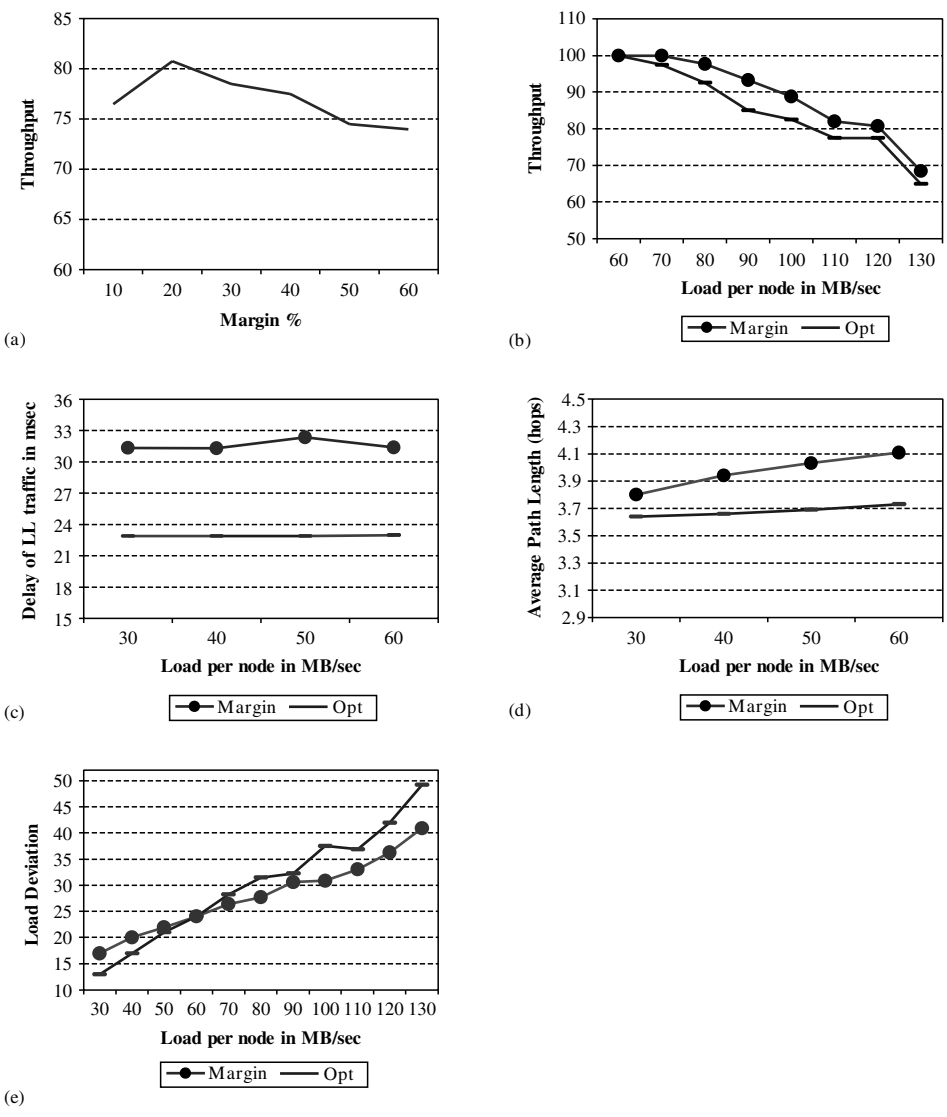 85
80
75
70
65
60
Throughput
10 20 30 40 50 60
Margin %
(a)
110
100
90
80
70
60
50
Throughput
60 70 80 90 100 110 120 130
Load per node in MB/sec
Margin Opt
(b)
36
33
30
27
24
21
18
15
Delay of LL traffic in msec
30 40 50 60
Load per node in MB/sec
Margin Opt
(c)
4.5
4.3
4.1
3.9
3.7
3.5
3.3
3.1
2.9
Average Path Length (hops)
30 40 50 60
Load per node in MB/sec
Margin Opt
(d)
50
45
40
35
30
25
20
15
10
Load Deviation
30 40 50 60 70 80 90 100 110 120 130
Load per node in MB/sec
Margin Opt
(e)